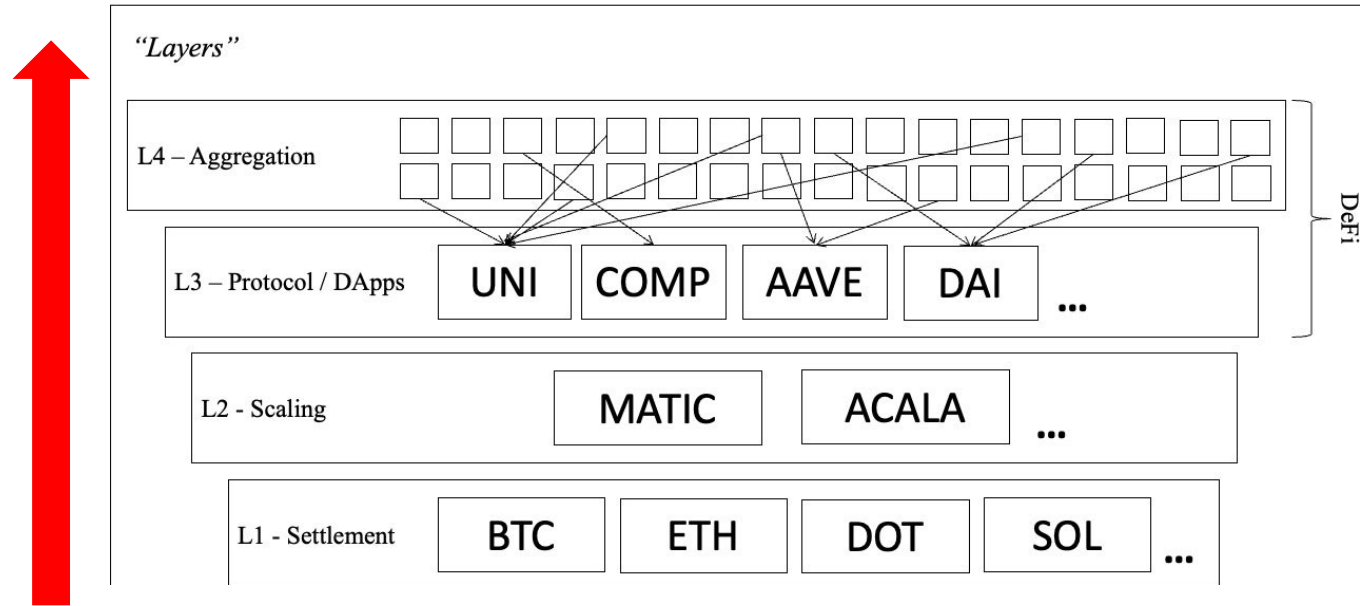 “Layers”
L4 – Aggregation
DeFi
L3 – Protocol / DApps
UNI COMP AAVE DAI ...
L2 - Scaling
MATIC ACALA ...
L1 - Settlement
BTC ETH DOT SOL ...